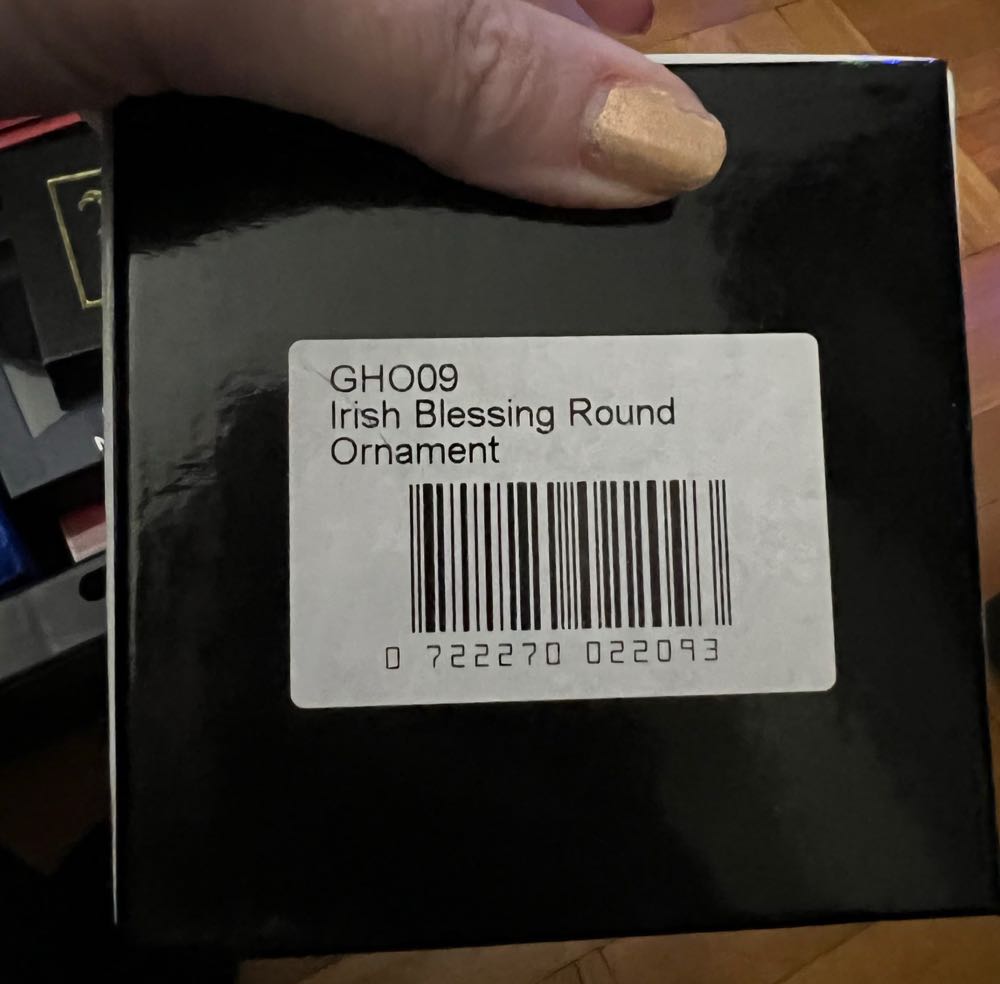 GHO09
Irish Blessing Round
Ornament
0 722270 022093